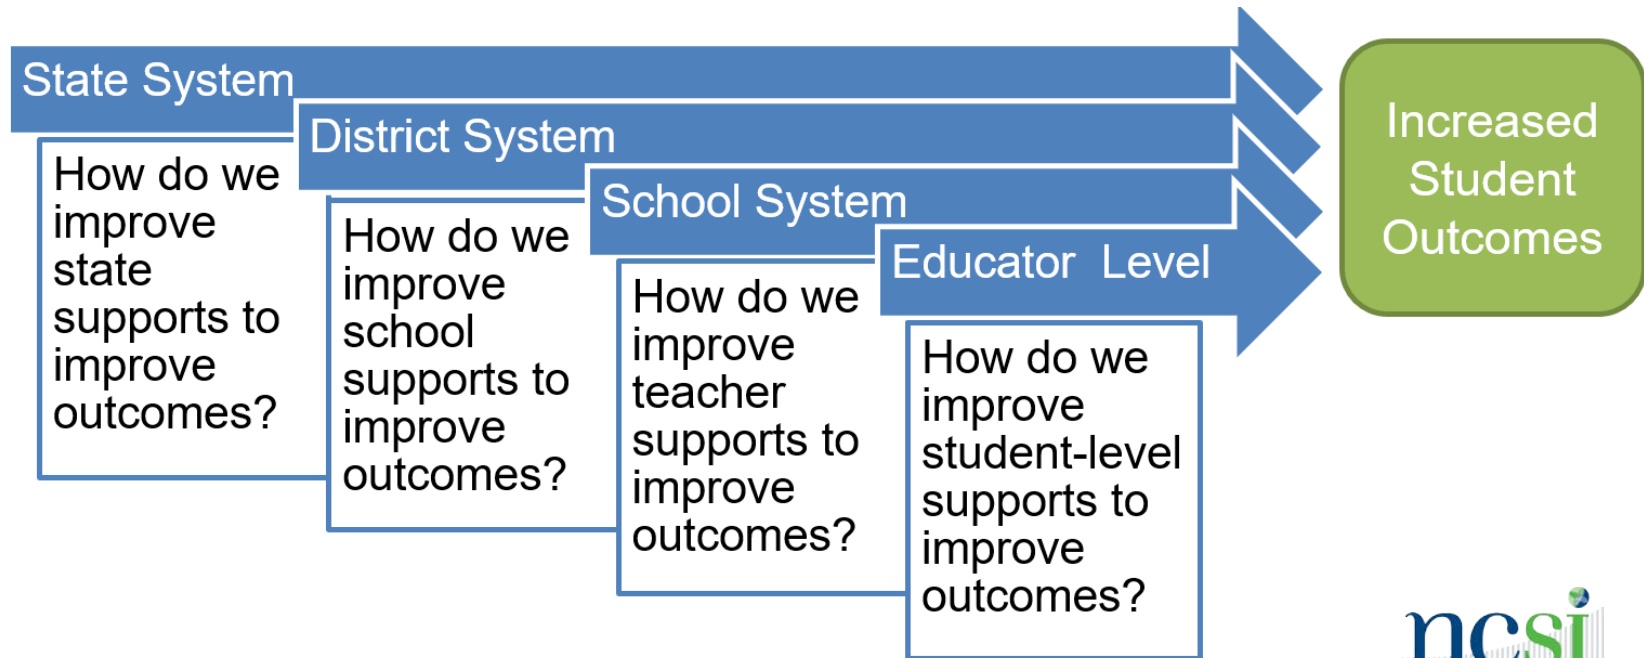 State System
How do we
improve
state
supports to
improve
outcomes?
District System
How do we
improve
school
supports to
improve
outcomes?
School System
How do we
improve
teacher
supports to
improve
outcomes?
Educator  Level
How do we
improve
student-level
supports to
improve
outcomes?
Increased
Student
Outcomes
ncsi